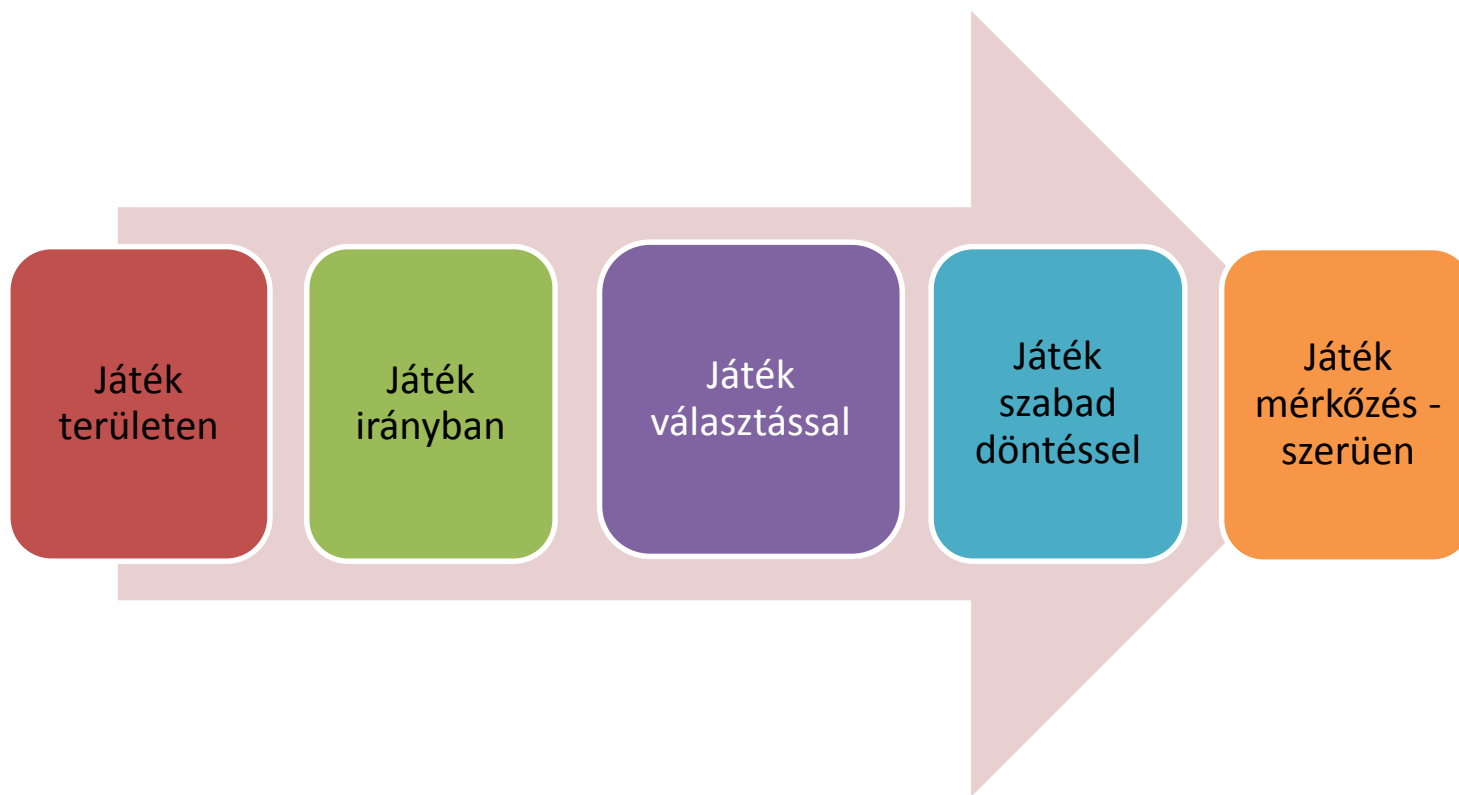 Játék
területen
Játék
irányban
Játék
választással
Játék
szabad
döntéssel
Játék
mérkőzés -
szerüen